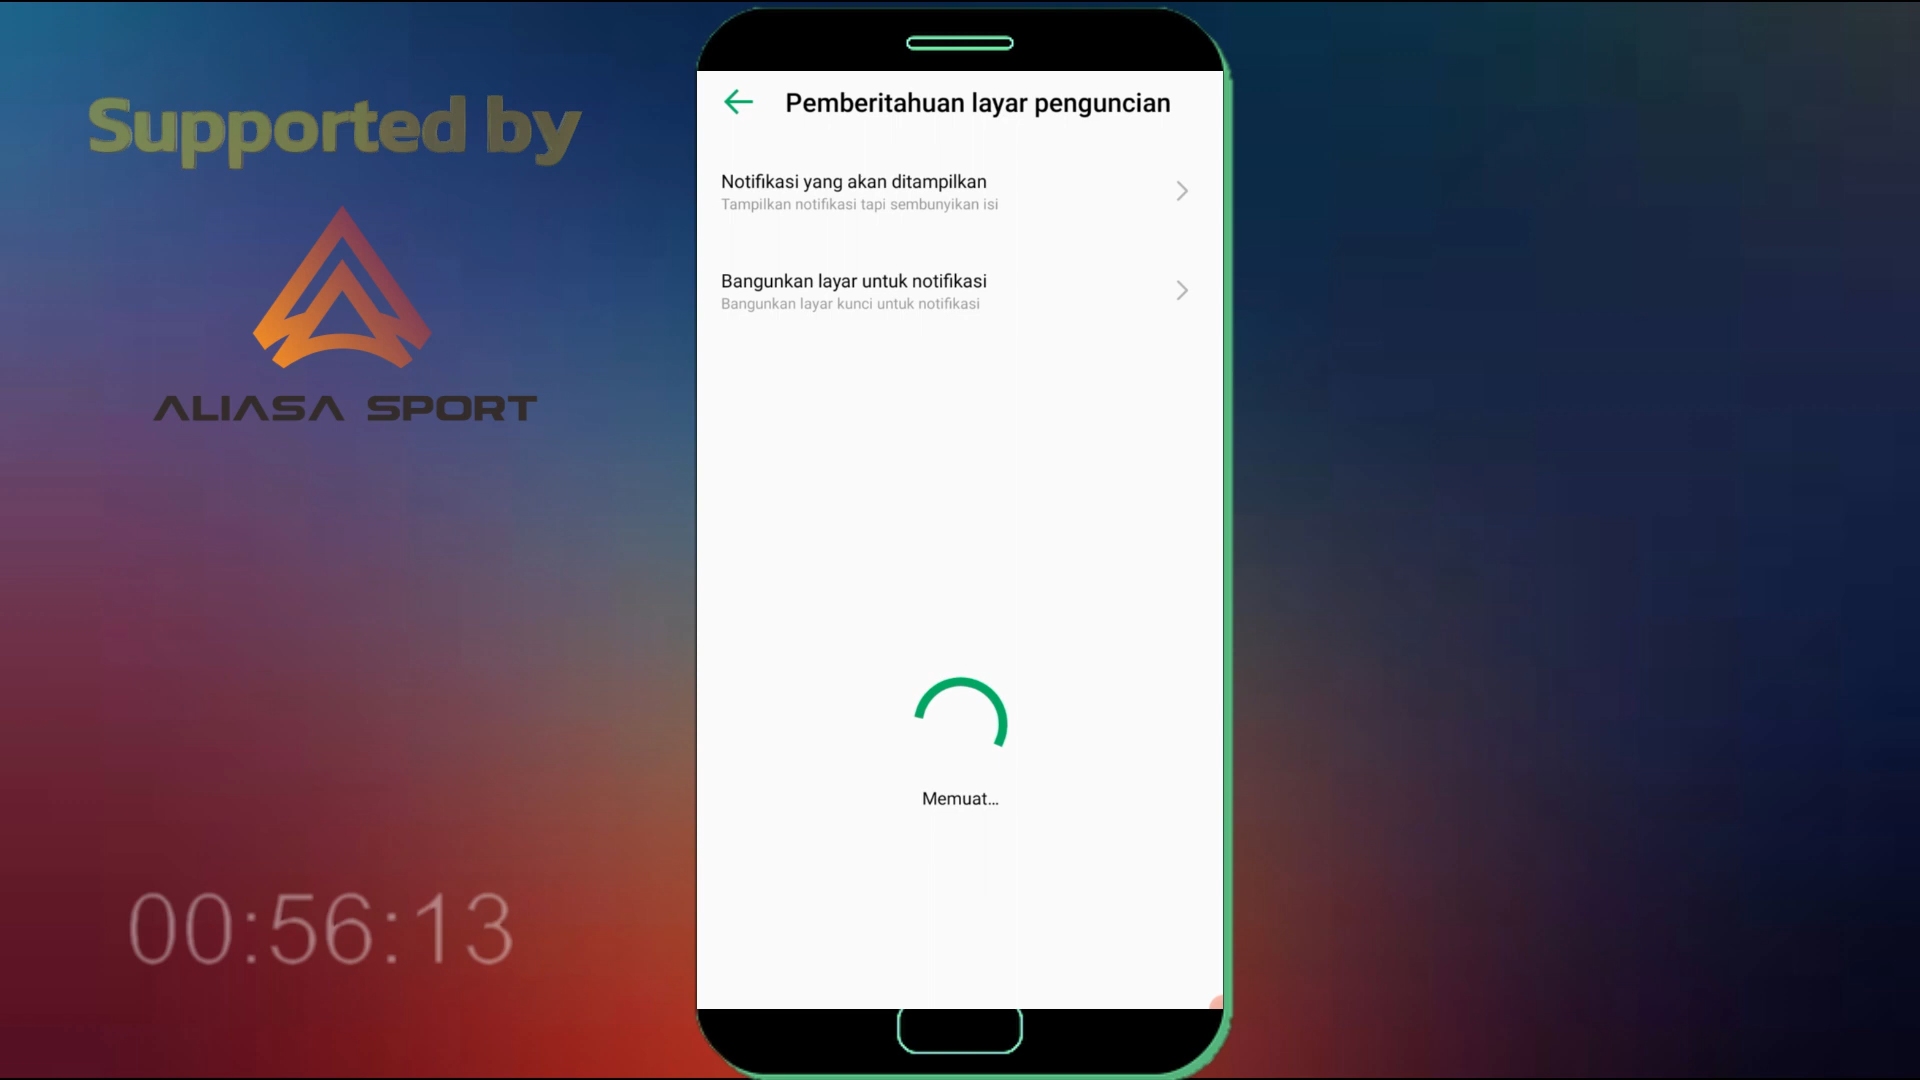 Supported by
ALIASA SPORT
00:56:13
Pemberitahuan layar penguncian
Notifikasi yang akan ditampilkan
Tampilkan notifikasi tapi sembunyikan isi
Bangunkan layar untuk notifikasi
Bangunkan layar kunci untuk notifikasi
Memuat...